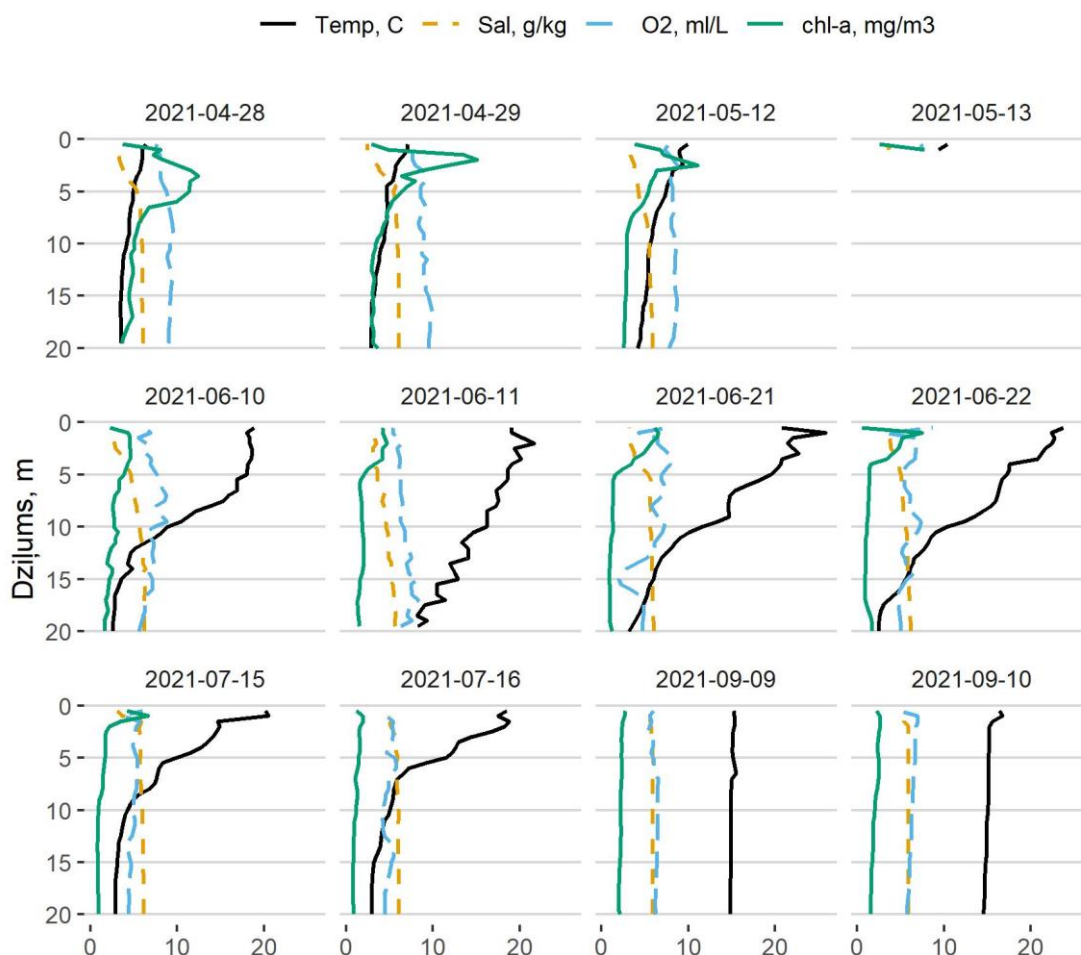 Temp, C Sal, g/kg O2, ml/L chl-a, mg/m3
2021-04-28 2021-04-29 2021-05-12 2021-05-13
0
5
10
15
20
2021-06-10 2021-06-11 2021-06-21 2021-06-22
0
5
10
15
20
Dziļums, m
2021-07-15 2021-07-16 2021-09-09 2021-09-10
0
5
10
15
20
0 10 20 0 10 20 0 10 20 0 10 20